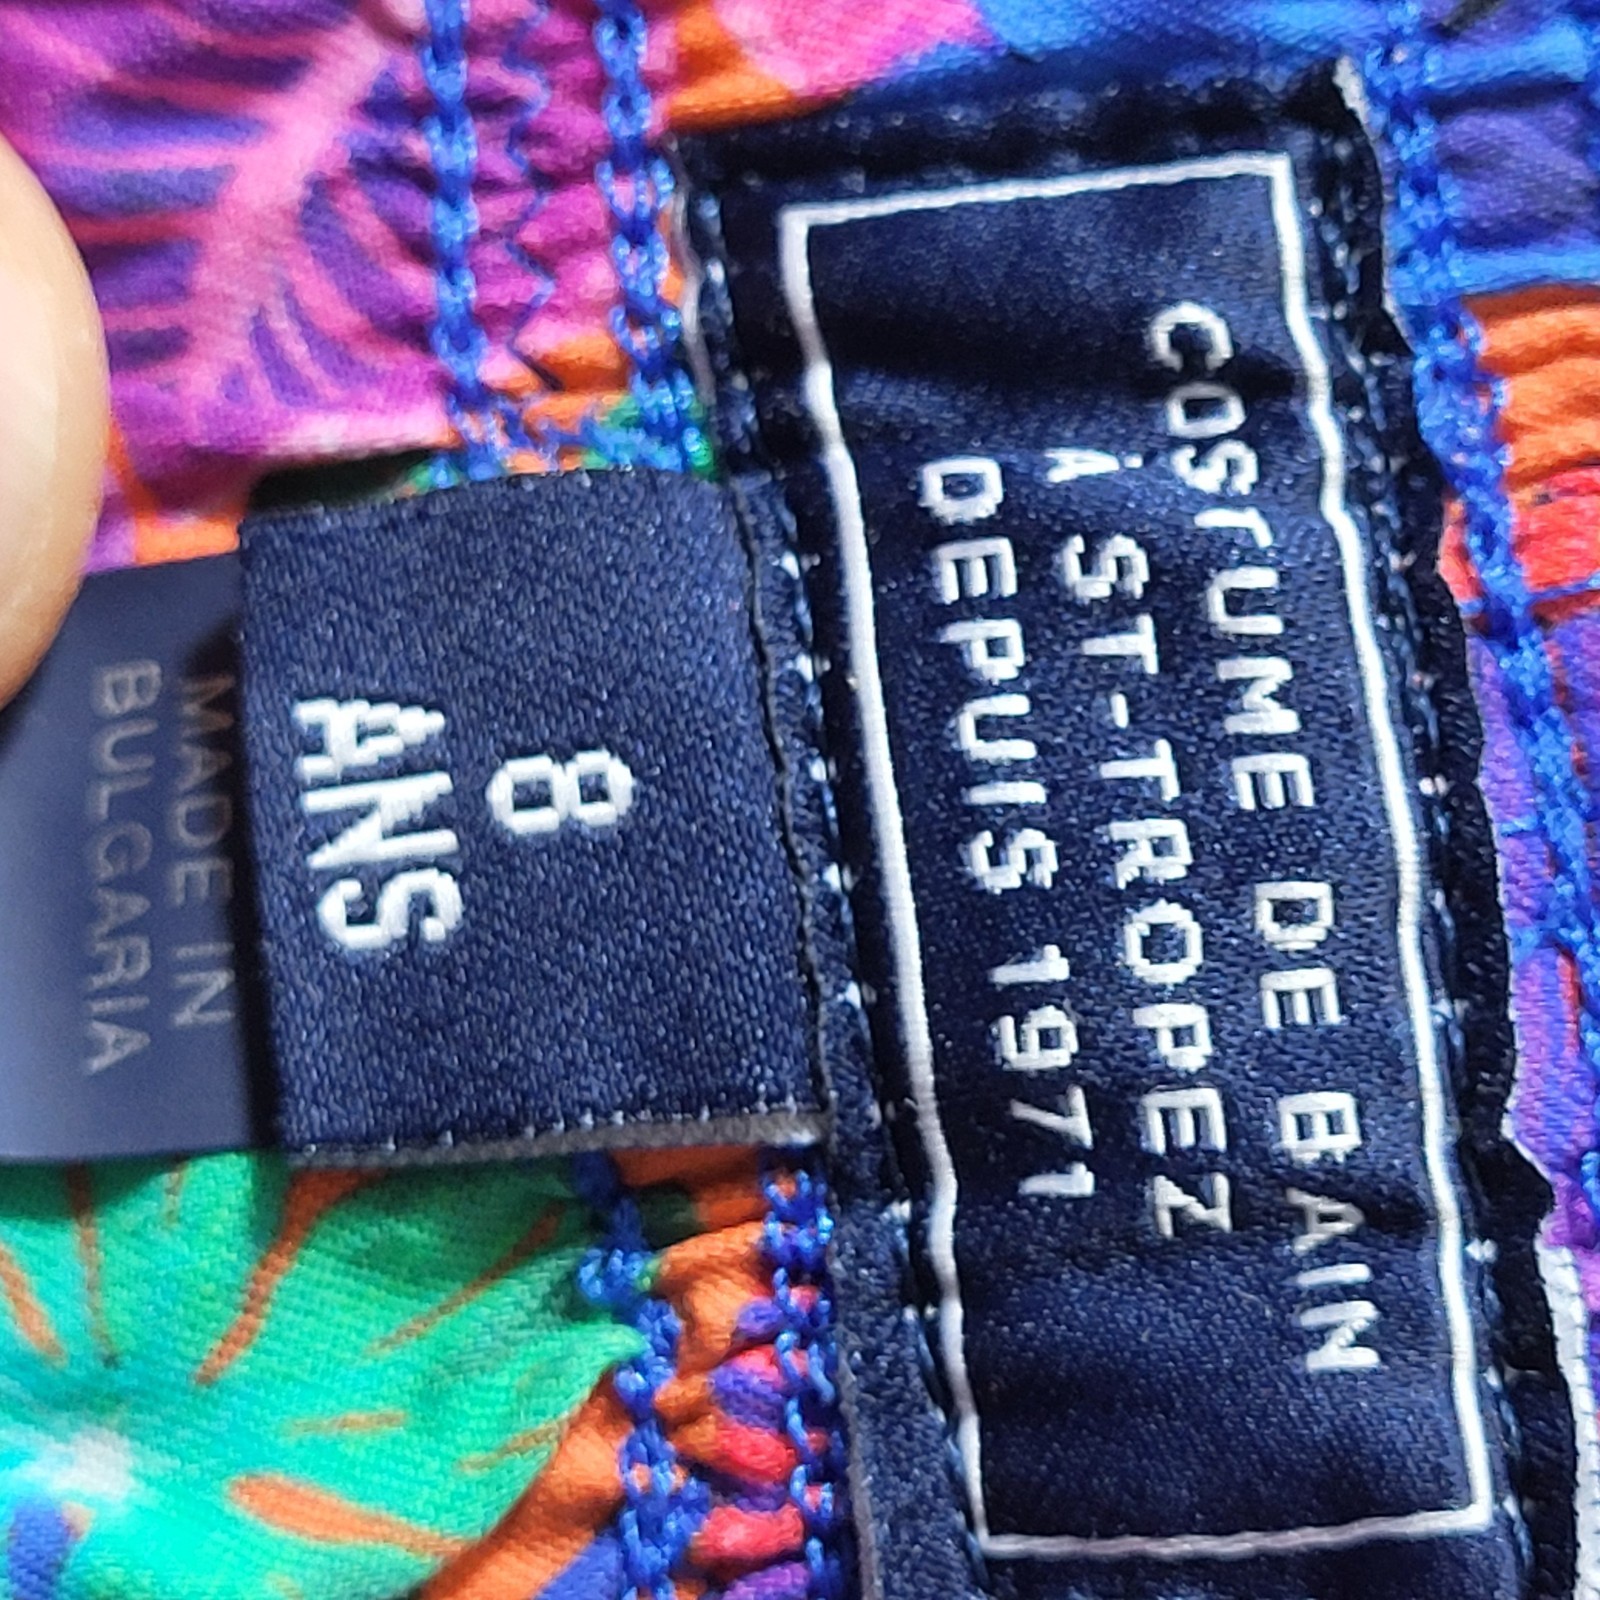 COSTUME DE BAIN
À ST-TROPEZ
DEPUIS 1971
8
ANS
MADE IN
BULGARIA